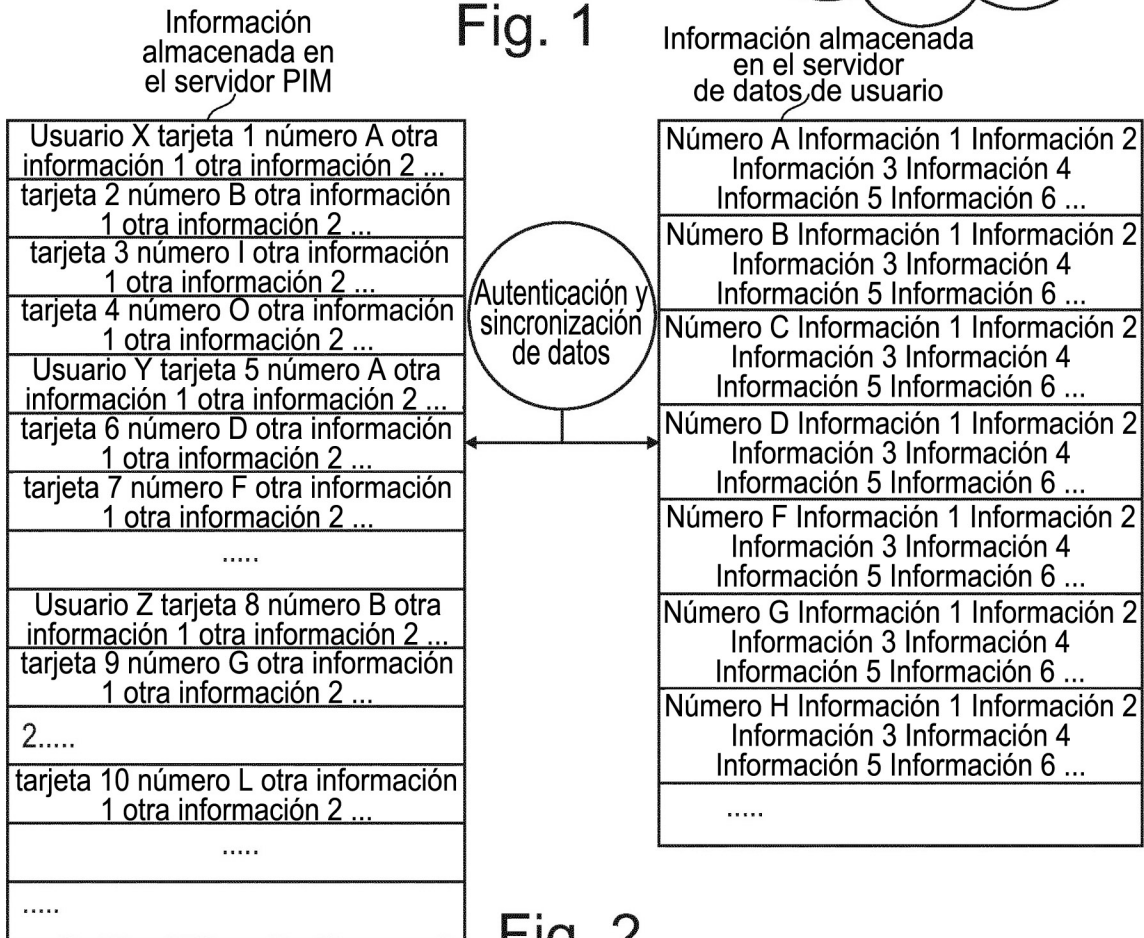 Fig. 1
Información
almacenada en
el servidor PIM
Usuario X tarjeta 1 número A otra
información 1 otra información 2 ...
tarjeta 2 número B otra información
1 otra información 2 ...
tarjeta 3 número I otra información
1 otra información 2 ...
tarjeta 4 número O otra información
1 otra información 2 ...
Usuario Y tarjeta 5 número A otra
información 1 otra información 2 ...
tarjeta 6 número D otra información
1 otra información 2 ...
tarjeta 7 número F otra información
1 otra información 2 ...
.....
Usuario Z tarjeta 8 número B otra
información 1 otra información 2 ...
tarjeta 9 número G otra información
1 otra información 2 ...
2.....
tarjeta 10 número L otra información
1 otra información 2 ...
.....
.....
Autenticación y
sincronización
de datos
Información almacenada
en el servidor
de datos de usuario
Número A Información 1 Información 2
Información 3 Información 4
Información 5 Información 6 ...
Número B Información 1 Información 2
Información 3 Información 4
Información 5 Información 6 ...
Número C Información 1 Información 2
Información 3 Información 4
Información 5 Información 6 ...
Número D Información 1 Información 2
Información 3 Información 4
Información 5 Información 6 ...
Número F Información 1 Información 2
Información 3 Información 4
Información 5 Información 6 ...
Número G Información 1 Información 2
Información 3 Información 4
Información 5 Información 6 ...
Número H Información 1 Información 2
Información 3 Información 4
Información 5 Información 6 ...
.....
Fig. 2